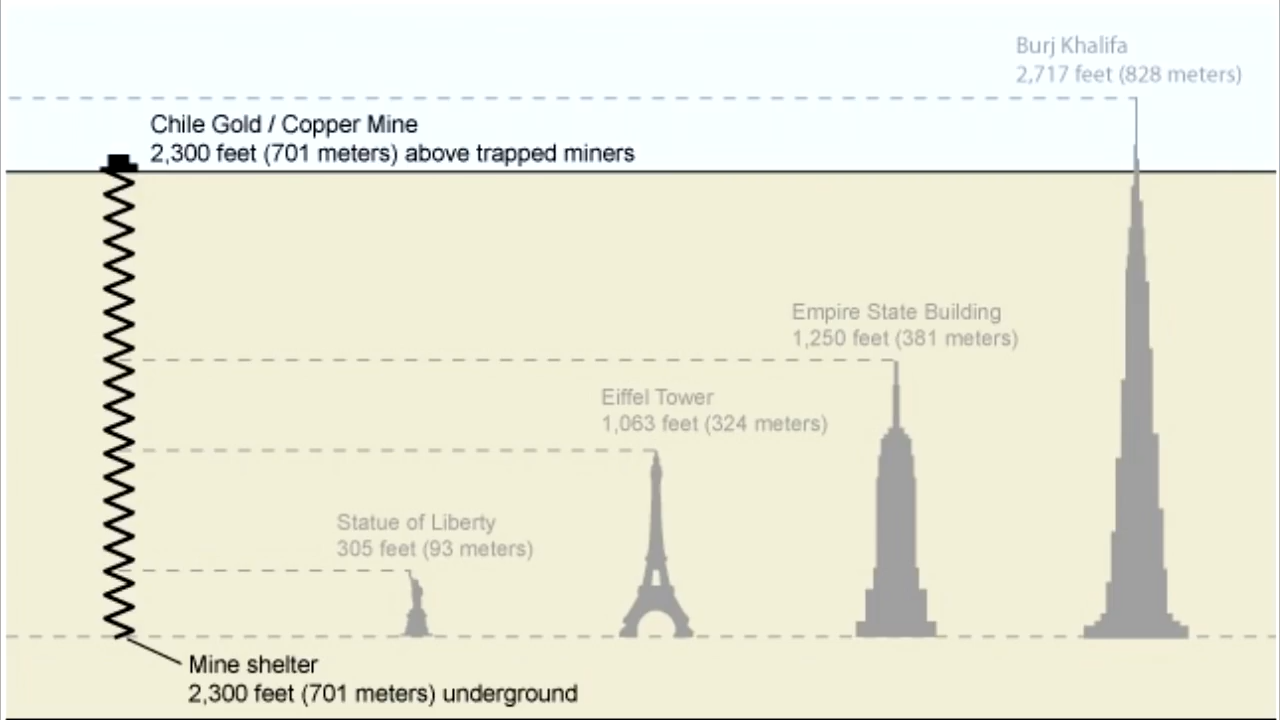 Burj Khalifa
2,717 feet (828 meters)
Chile Gold / Copper Mine
2,300 feet (701 meters) above trapped miners
Empire State Building
1,250 feet (381 meters)
Eiffel Tower
1,063 feet (324 meters)
Statue of Liberty
305 feet (93 meters)
Mine shelter
2,300 feet (701 meters) underground